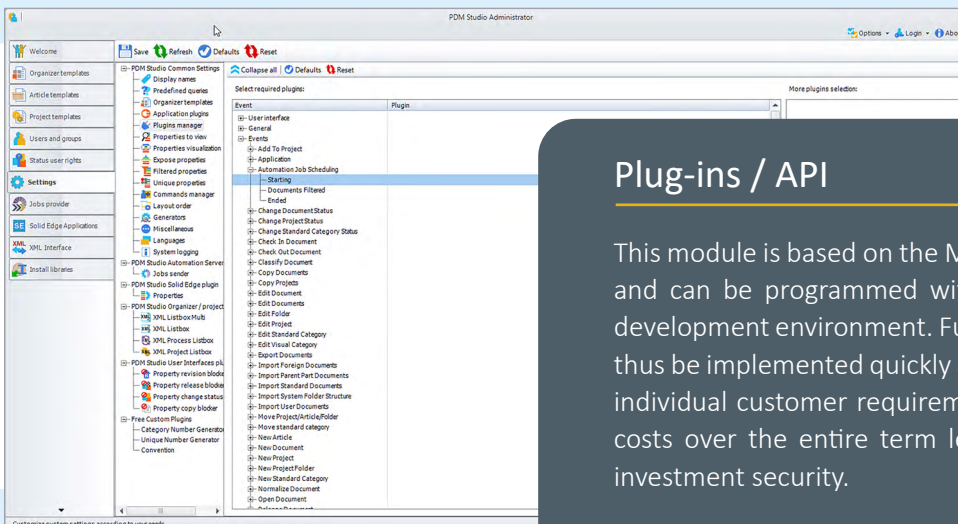 PDM Studio Administrator
Options
Login
Welcome
Organizer templates
Article templates
Project templates
Users and groups
Status user rights
Settings
Jobs provider
SE Solid Edge Applications
XML XML Interface
Install libraries
Save Refresh Defaults Reset
PDM Studio Common Settings
Display names
Predefined queries
Organizer templates
Application plugins
Plugins manager
Properties to view
Properties visualization
Expose properties
Filtered properties
Unique properties
Commands manager
Layout order
Generators
Miscellaneous
Languages
System logging
PDM Studio Automation Server
Jobs sender
PDM Studio Solid Edge plugin
Properties
PDM Studio Organizer / project
XML Listbox Multi
XML Listbox
XML Process Listbox
XML Project Listbox
PDM Studio User Interfaces
Property revision
Property release
Property change status
Property copy blocker
Free Custom Plugins
Category Number Generator
Unique Number Generator
Convention
Collapse all Defaults Reset
Select required plugins:
More plugins selection:
Event Plugin
User interface
General
Events
Add To Project
Application
Automation Job Scheduling
Starting
Documents Filtered
Ended
Change Document Status
Change Project Status
Change Standard Category Status
Check In Document
Check Out Document
Classify Document
Copy Documents
Copy Projects
Edit Document
Edit Documents
Edit Folder
Edit Project
Edit Standard Category
Edit Visual Category
Export Documents
Import Foreign Documents
Import Parent Part Documents
Import Standard Documents
Import System Folder Structure
Import User Documents
Move Project/Article/Folder
Move standard category
New Article
New Document
New Project
New Project Folder
New Standard Category
Normalize Document
Open Document
Plug-ins / API
This module is based on the
and can be programmed
development environment.
thus be implemented quickly
individual customer
costs over the entire term
investment security.